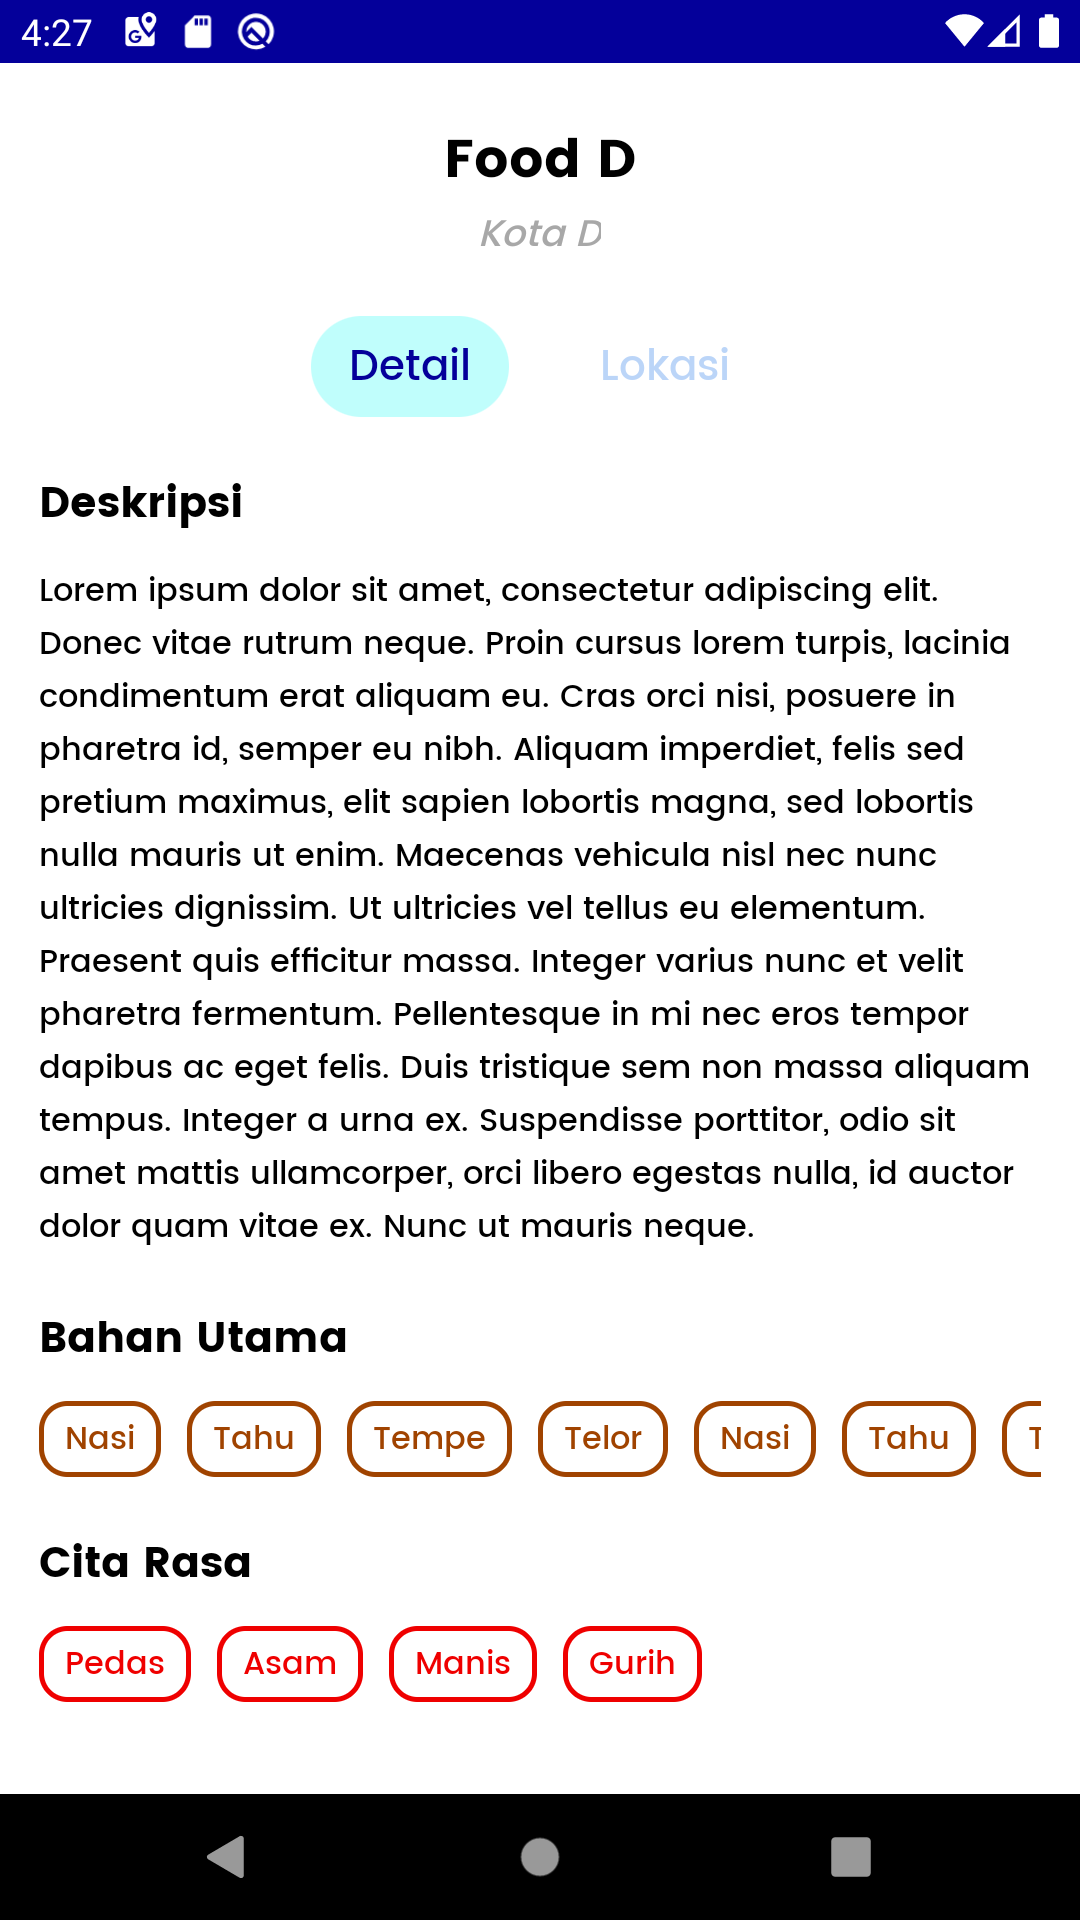 4:27
Food D
Kota D
Detail Lokasi
Deskripsi
Lorem ipsum dolor sit amet, consectetur adipiscing elit.
Donec vitae rutrum neque. Proin cursus lorem turpis, lacinia
condimentum erat aliquam eu. Cras orci nisi, posuere in
pharetra id, semper eu nibh. Aliquam imperdiet, felis sed
pretium maximus, elit sapien lobortis magna, sed lobortis
nulla mauris ut enim. Maecenas vehicula nisl nec nunc
ultricies dignissim. Ut ultricies vel tellus eu elementum.
Praesent quis efficitur massa. Integer varius nunc et velit
pharetra fermentum. Pellentesque in mi nec eros tempor
dapibus ac eget felis. Duis tristique sem non massa aliquam
tempus. Integer a urna ex. Suspendisse porttitor, odio sit
amet mattis ullamcorper, orci libero egestas nulla, id auctor
dolor quam vitae ex. Nunc ut mauris neque.
Bahan Utama
Nasi Tahu Tempe Telor Nasi Tahu
Cita Rasa
Pedas Asam Manis Gurih